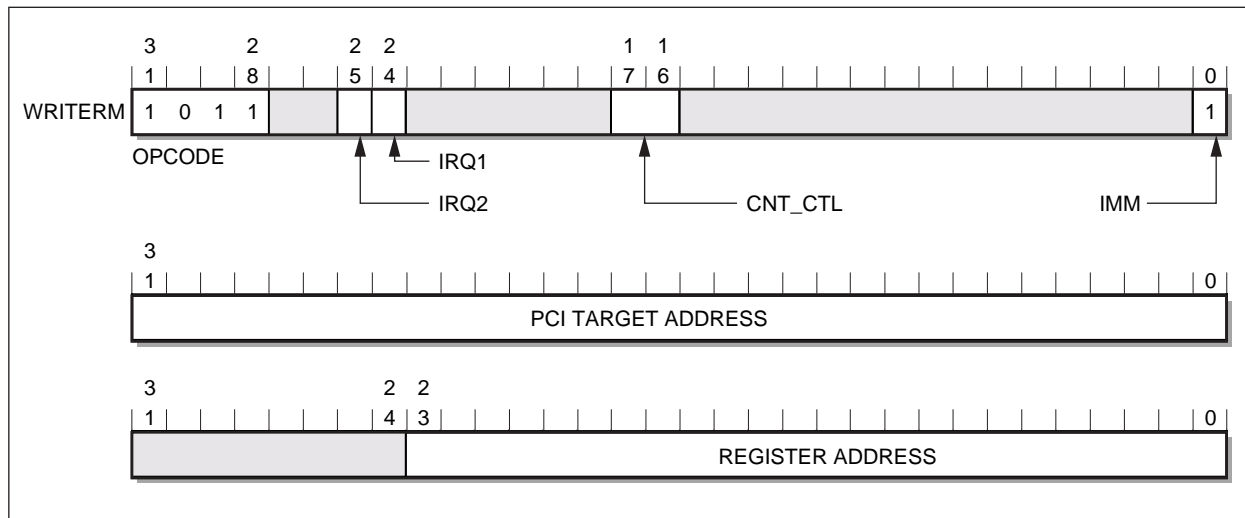 3 2 2 2 1 1
1 8 5 4 7 6 0
WRITERM 1 0 1 1 1
OPCODE
IRQ1
IRQ2 CNT_CTL IMM
3
1 0
PCI TARGET ADDRESS
3 2 2
1 4 3 0
REGISTER ADDRESS